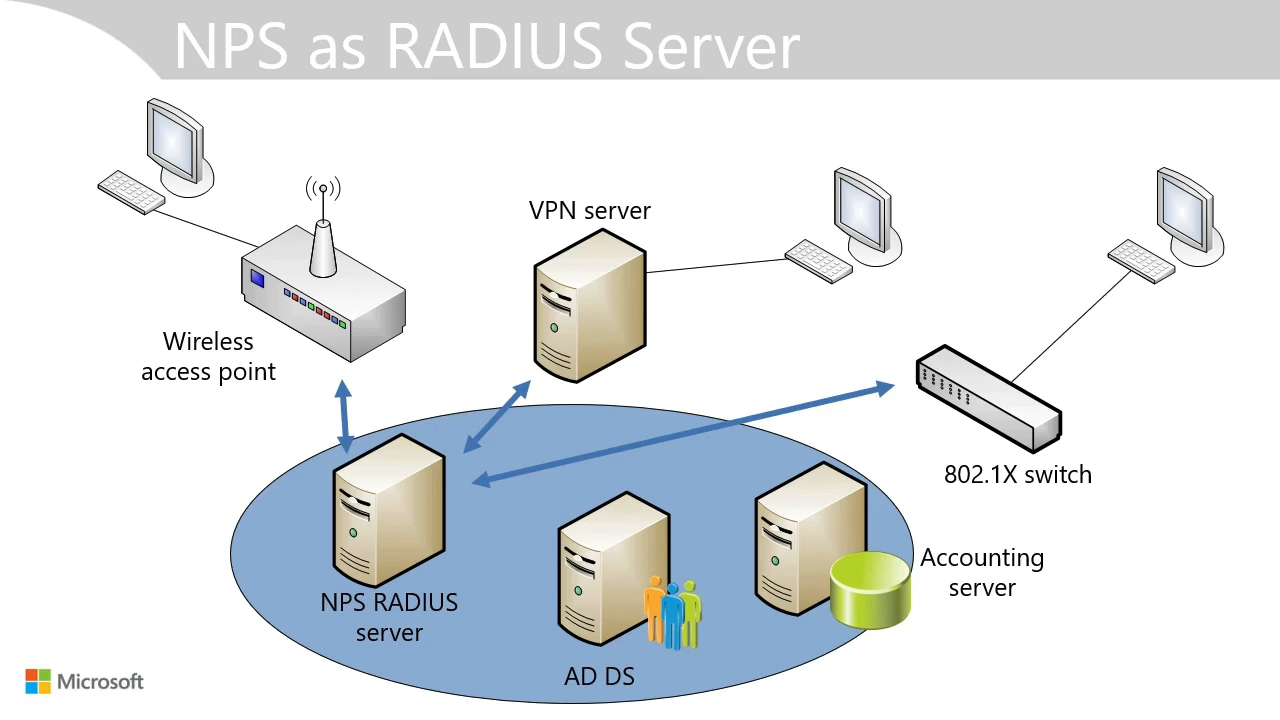 NPS as RADIUS Server
VPN server
Wireless
access point
802.1X switch
Accounting
server
NPS RADIUS
server
AD DS
Microsoft